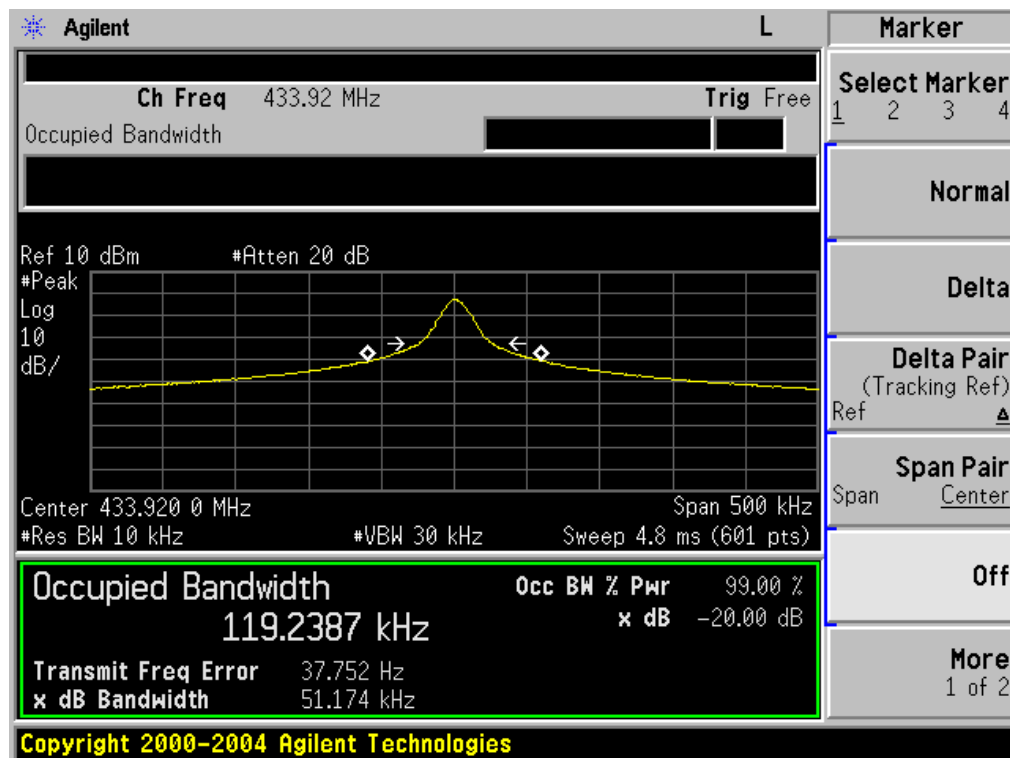 Agilent L
Ch Freq 433.92 MHz Trig Free
Occupied Bandwidth
Ref 10 dBm #Atten 20 dB
#Peak
Log
10
dB/
Center 433.920 0 MHz Span 500 kHz
#Res BW 10 kHz #VBW 30 kHz Sweep 4.8 ms (601 pts)
Occupied Bandwidth
119.2387 kHz
Occ BW % Pwr 99.00 %
x dB -20.00 dB
Transmit Freq Error 37.752 Hz
x dB Bandwidth 51.174 kHz
Copyright 2000-2004 Agilent Technologies
Marker
Select Marker
1 2 3 4
Normal
Delta
Delta Pair
(Tracking Ref)
Ref Δ
Span Pair
Span Center
Off
More
1 of 2